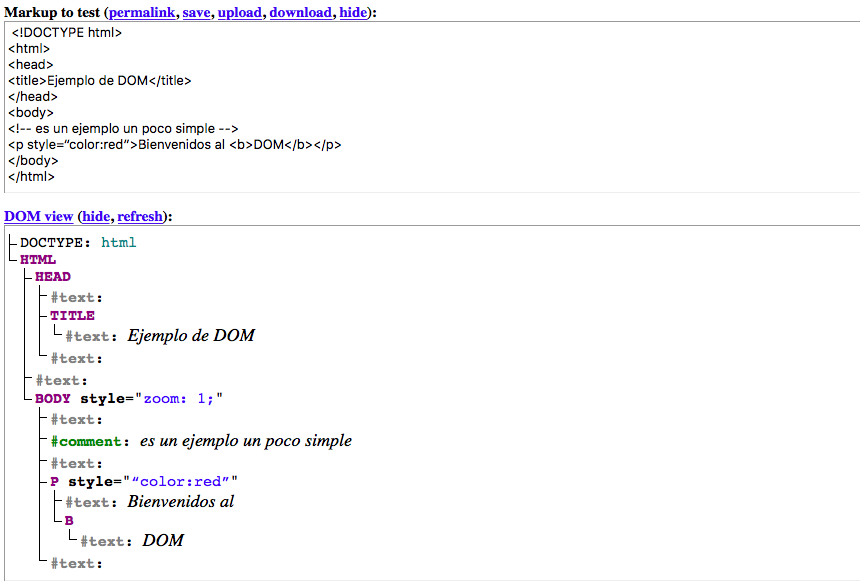 Markup to test (permalink, save, upload, download, hide):
<!DOCTYPE html>
<html>
<head>
<title>Ejemplo de DOM</title>
</head>
<body>
<!-- es un ejemplo un poco simple -->
<p style=“color:red”>Bienvenidos al <b>DOM</b></p>
</body>
</html>
DOM view (hide, refresh):
DOCTYPE: html
HTML
HEAD
#text:
TITLE
#text: Ejemplo de DOM
#text:
#text:
BODY style="zoom: 1;"
#text:
#comment: es un ejemplo un poco simple
#text:
P style="“color:red”"
#text: Bienvenidos al
B
#text: DOM
#text: